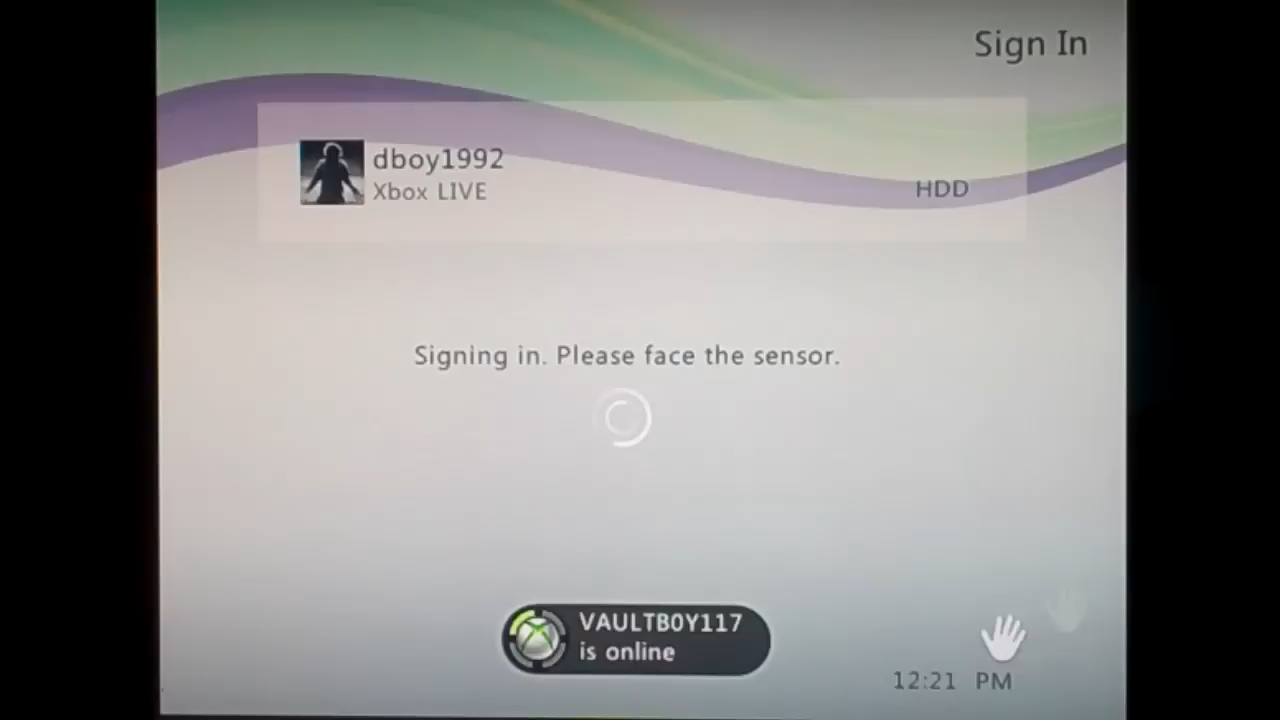 Sign In
dboy1992
Xbox LIVE
HDD
Signing in. Please face the sensor.
VAULTBOY117
is online
12:21 PM